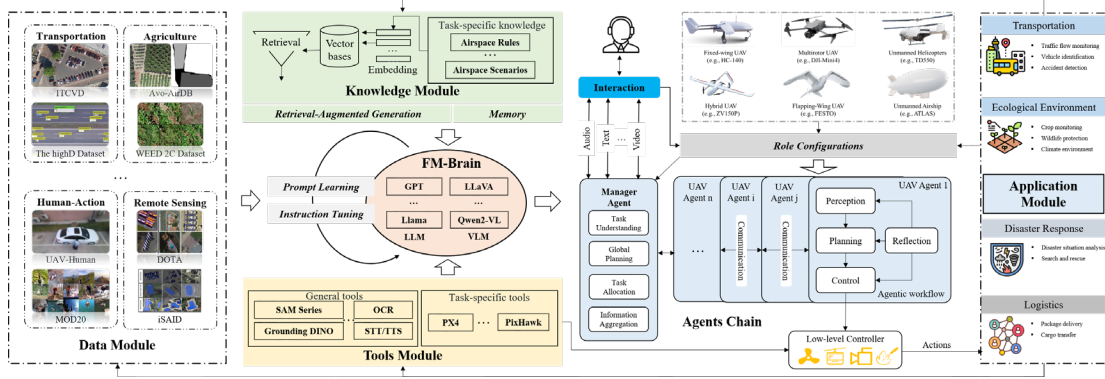 Transportation
Agriculture
ITCVD
Avo-AirDB
The highD Dataset
WEED 2C Dataset
...
Human-Action
Remote Sensing
UAV-Human
DOTA
MOD20
iSAID
Data Module
Retrieval
Vector
bases
...
Embedding
Task-specific knowledge
Airspace Rules
...
Airspace Scenarios
Knowledge Module
Retrieval-Augmented Generation
Memory
FM-Brain
Prompt Learning
Instruction Tuning
GPT
LLaVA
...
...
Llama
Qwen2-VL
LLM
VLM
General tools
SAM Series
OCR
...
Grounding DINO
STT/TTS
Task-specific tools
PX4
...
PixHawk
Tools Module
Interaction
Audio
Text
...
Video
Fixed-wing UAV
(e.g., HC-140)
Multirotor UAV
(e.g., DJI-Mini4)
Unmanned Helicopters
(e.g., TD550)
Hybrid UAV
(e.g., ZV150P)
Flapping-Wing UAV
(e.g., FESTO)
Unmanned Airship
(e.g., ATLAS)
Role Configurations
Manager
Agent
Task
Understanding
Global
Planning
Task
Allocation
Information
Aggregation
UAV
Agent n
...
UAV
Agent i
Communication
UAV
Agent j
Communication
UAV Agent 1
Perception
Planning
Reflection
Control
Agentic workflow
Agents Chain
Low-level Controller
Actions
Transportation
Traffic flow monitoring
Vehicle identification
Accident detection
Ecological Environment
Crop monitoring
Wildlife protection
Climate environment
Application
Module
Disaster Response
Disaster situation analysis
Search and rescue
Logistics
Package delivery
Cargo transfer